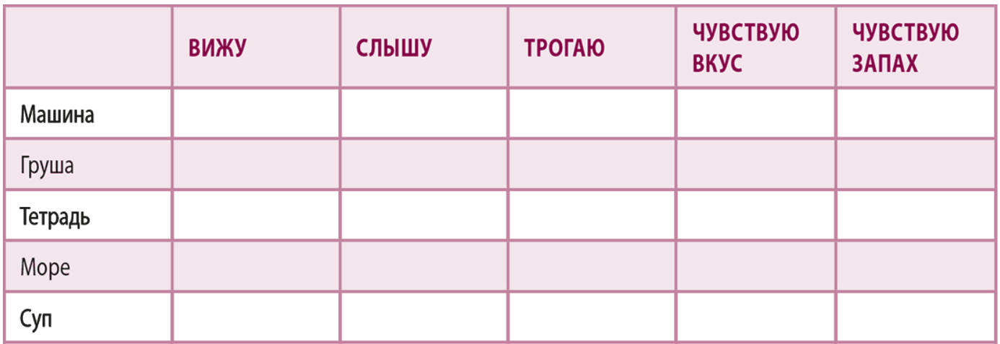 ВИЖУ
СЛЫШУ
ТРОГАЮ
ЧУВСТВУЮ
ВКУС
ЧУВСТВУЮ
ЗАПАХ
Машина
Груша
Тетрадь
Море
Суп